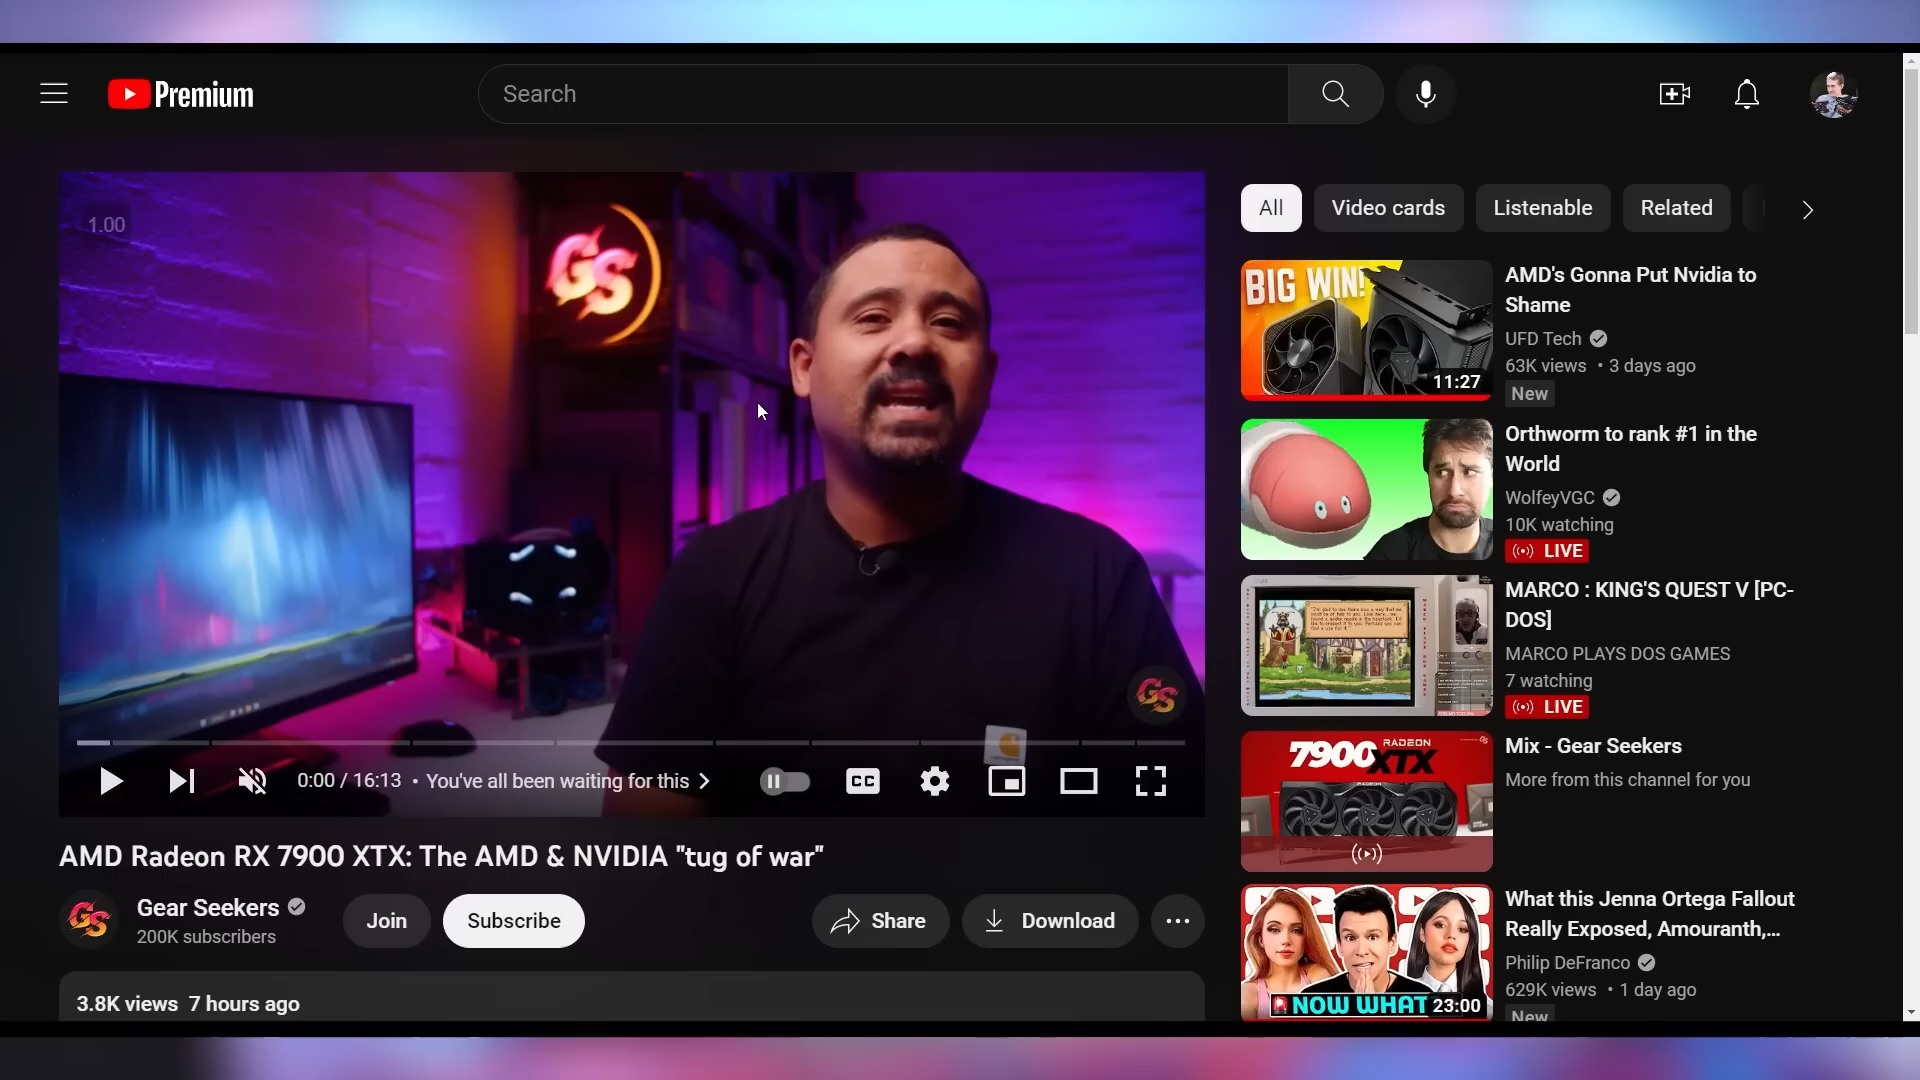 Premium
Search
1.00
GS
GS
0:00 / 16:13 • You've all been waiting for this
CC
AMD Radeon RX 7900 XTX: The AMD & NVIDIA "tug of war"
GS
Gear Seekers
200K subscribers
Join
Subscribe
Share
Download
3.8K views 7 hours ago
All
Video cards
Listenable
Related
BIG WIN!
11:27
AMD's Gonna Put Nvidia to
Shame
UFD Tech
63K views • 3 days ago
New
Orthworm to rank #1 in the
World
WolfeyVGC
10K watching
LIVE
MARCO : KING'S QUEST V [PC-
DOS]
MARCO PLAYS DOS GAMES
7 watching
LIVE
7900 RADEON
XTX
Mix - Gear Seekers
More from this channel for you
NOW WHAT
23:00
What this Jenna Ortega Fallout
Really Exposed, Amouranth,...
Philip DeFranco
629K views • 1 day ago
New